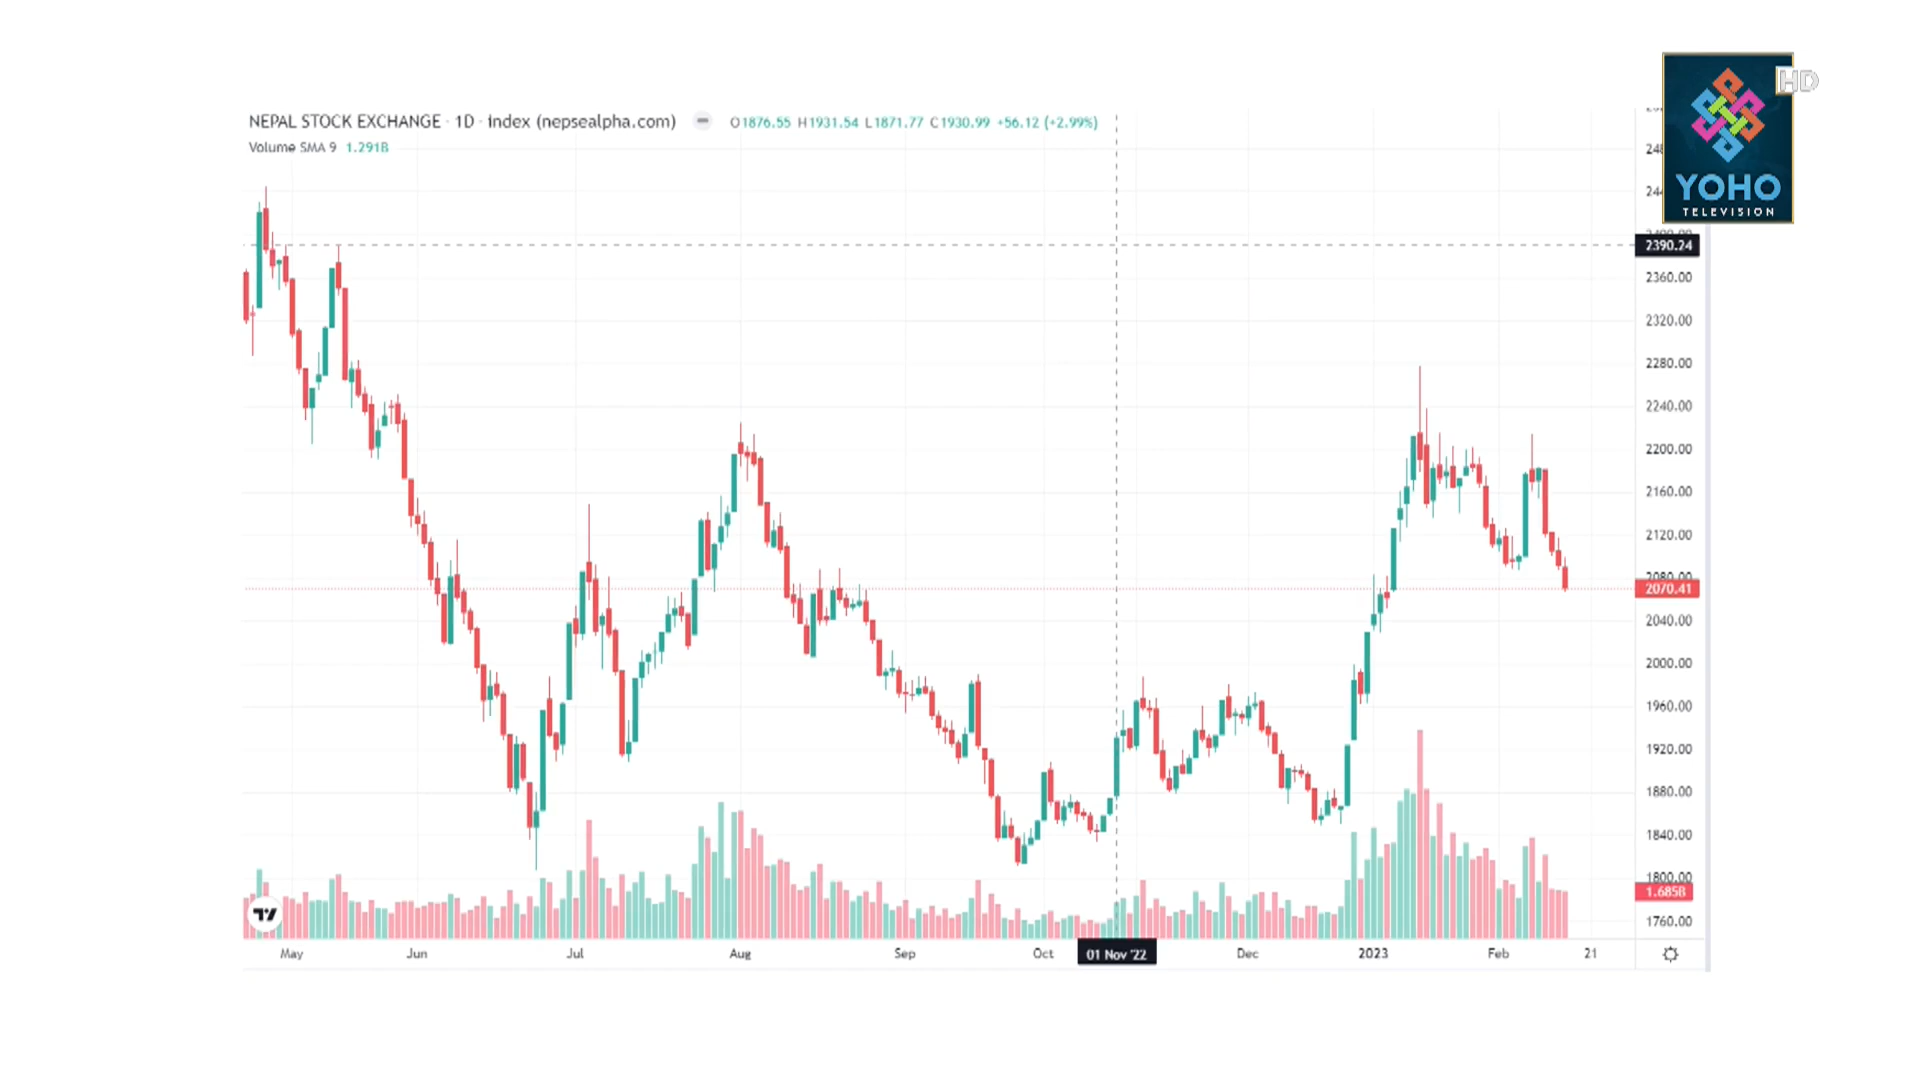 NEPAL STOCK EXCHANGE · 1D · Index (nepsealpha.com) O1876.55 H1931.54 L1871.77 C1930.99 +56.12 (+2.99%)
Volume SMA 9 1.291B
HD
YOHO
TELEVISION
2390.24
2360.00
2320.00
2280.00
2240.00
2200.00
2160.00
2120.00
2080.00
2070.41
2040.00
2000.00
1960.00
1920.00
1880.00
1840.00
1800.00
1.685B
1760.00
May Jun Jul Aug Sep Oct 01 Nov '22 Dec 2023 Feb 21